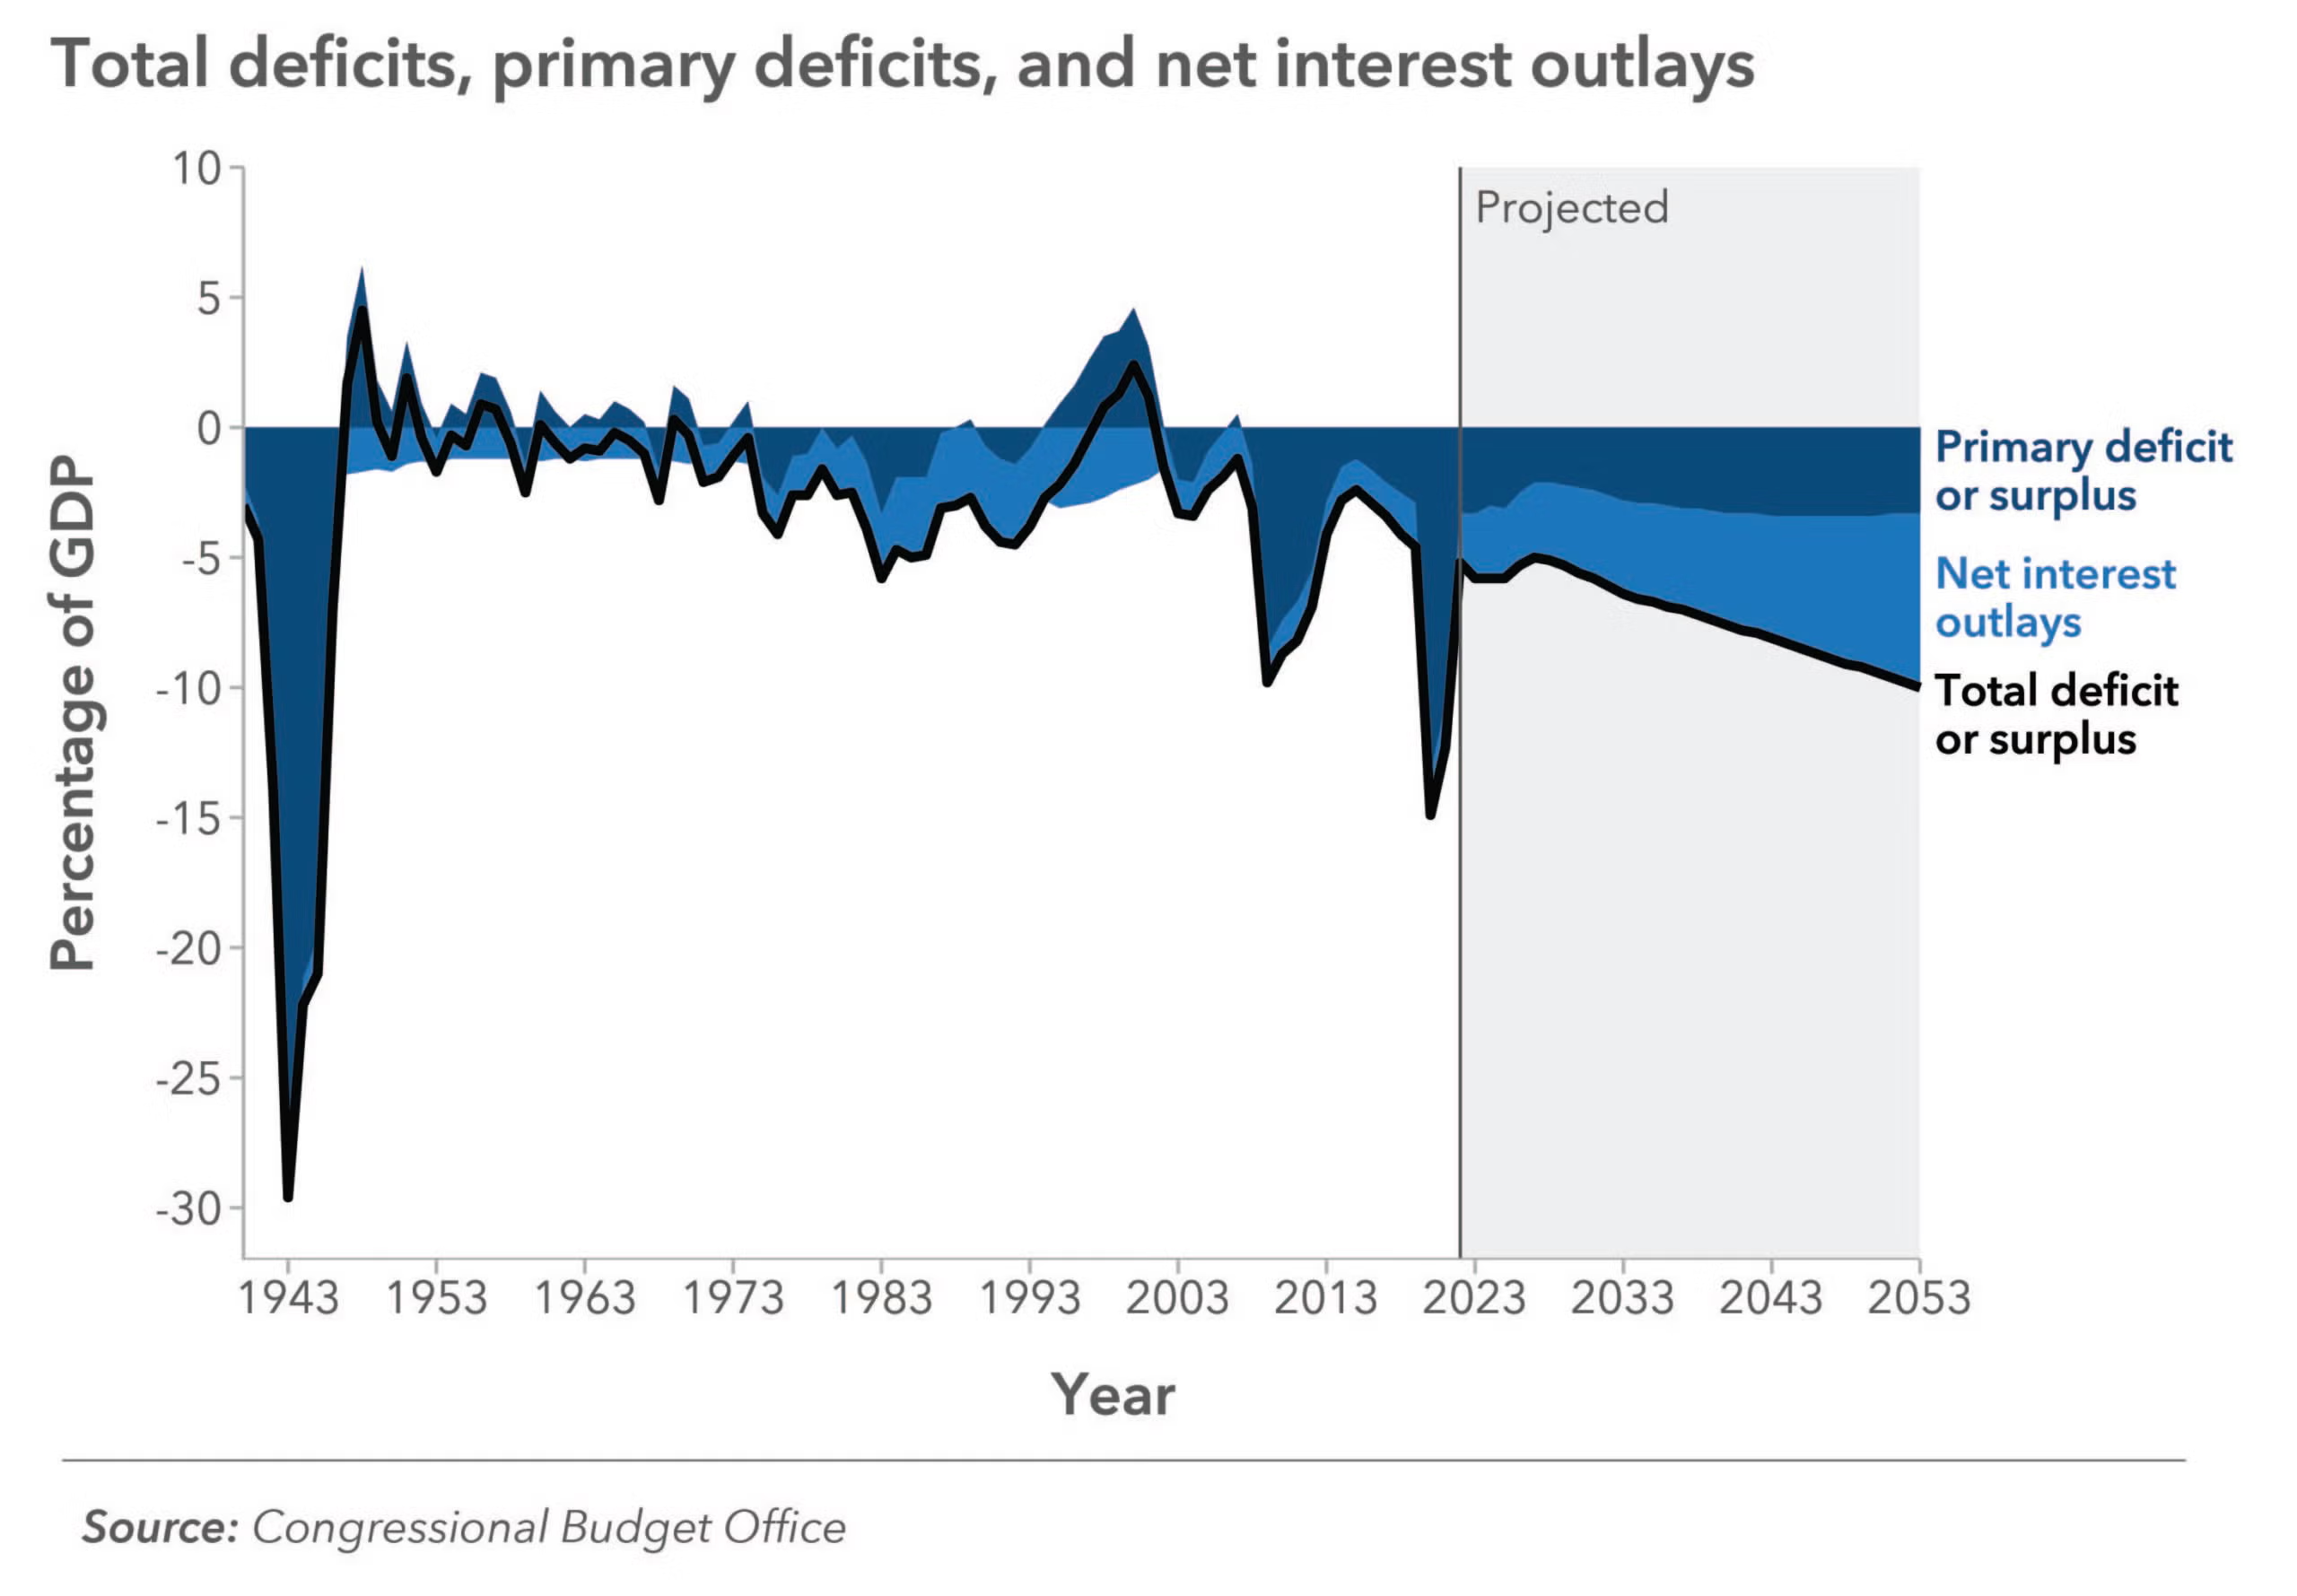 Total deficits, primary deficits, and net interest outlays
10
Projected
5
0
-5
-10
-15
-20
-25
-30
Percentage of GDP
Primary deficit
or surplus
Net interest
outlays
Total deficit
or surplus
1943 1953 1963 1973 1983 1993 2003 2013 2023 2033 2043 2053
Year
Source: Congressional Budget Office